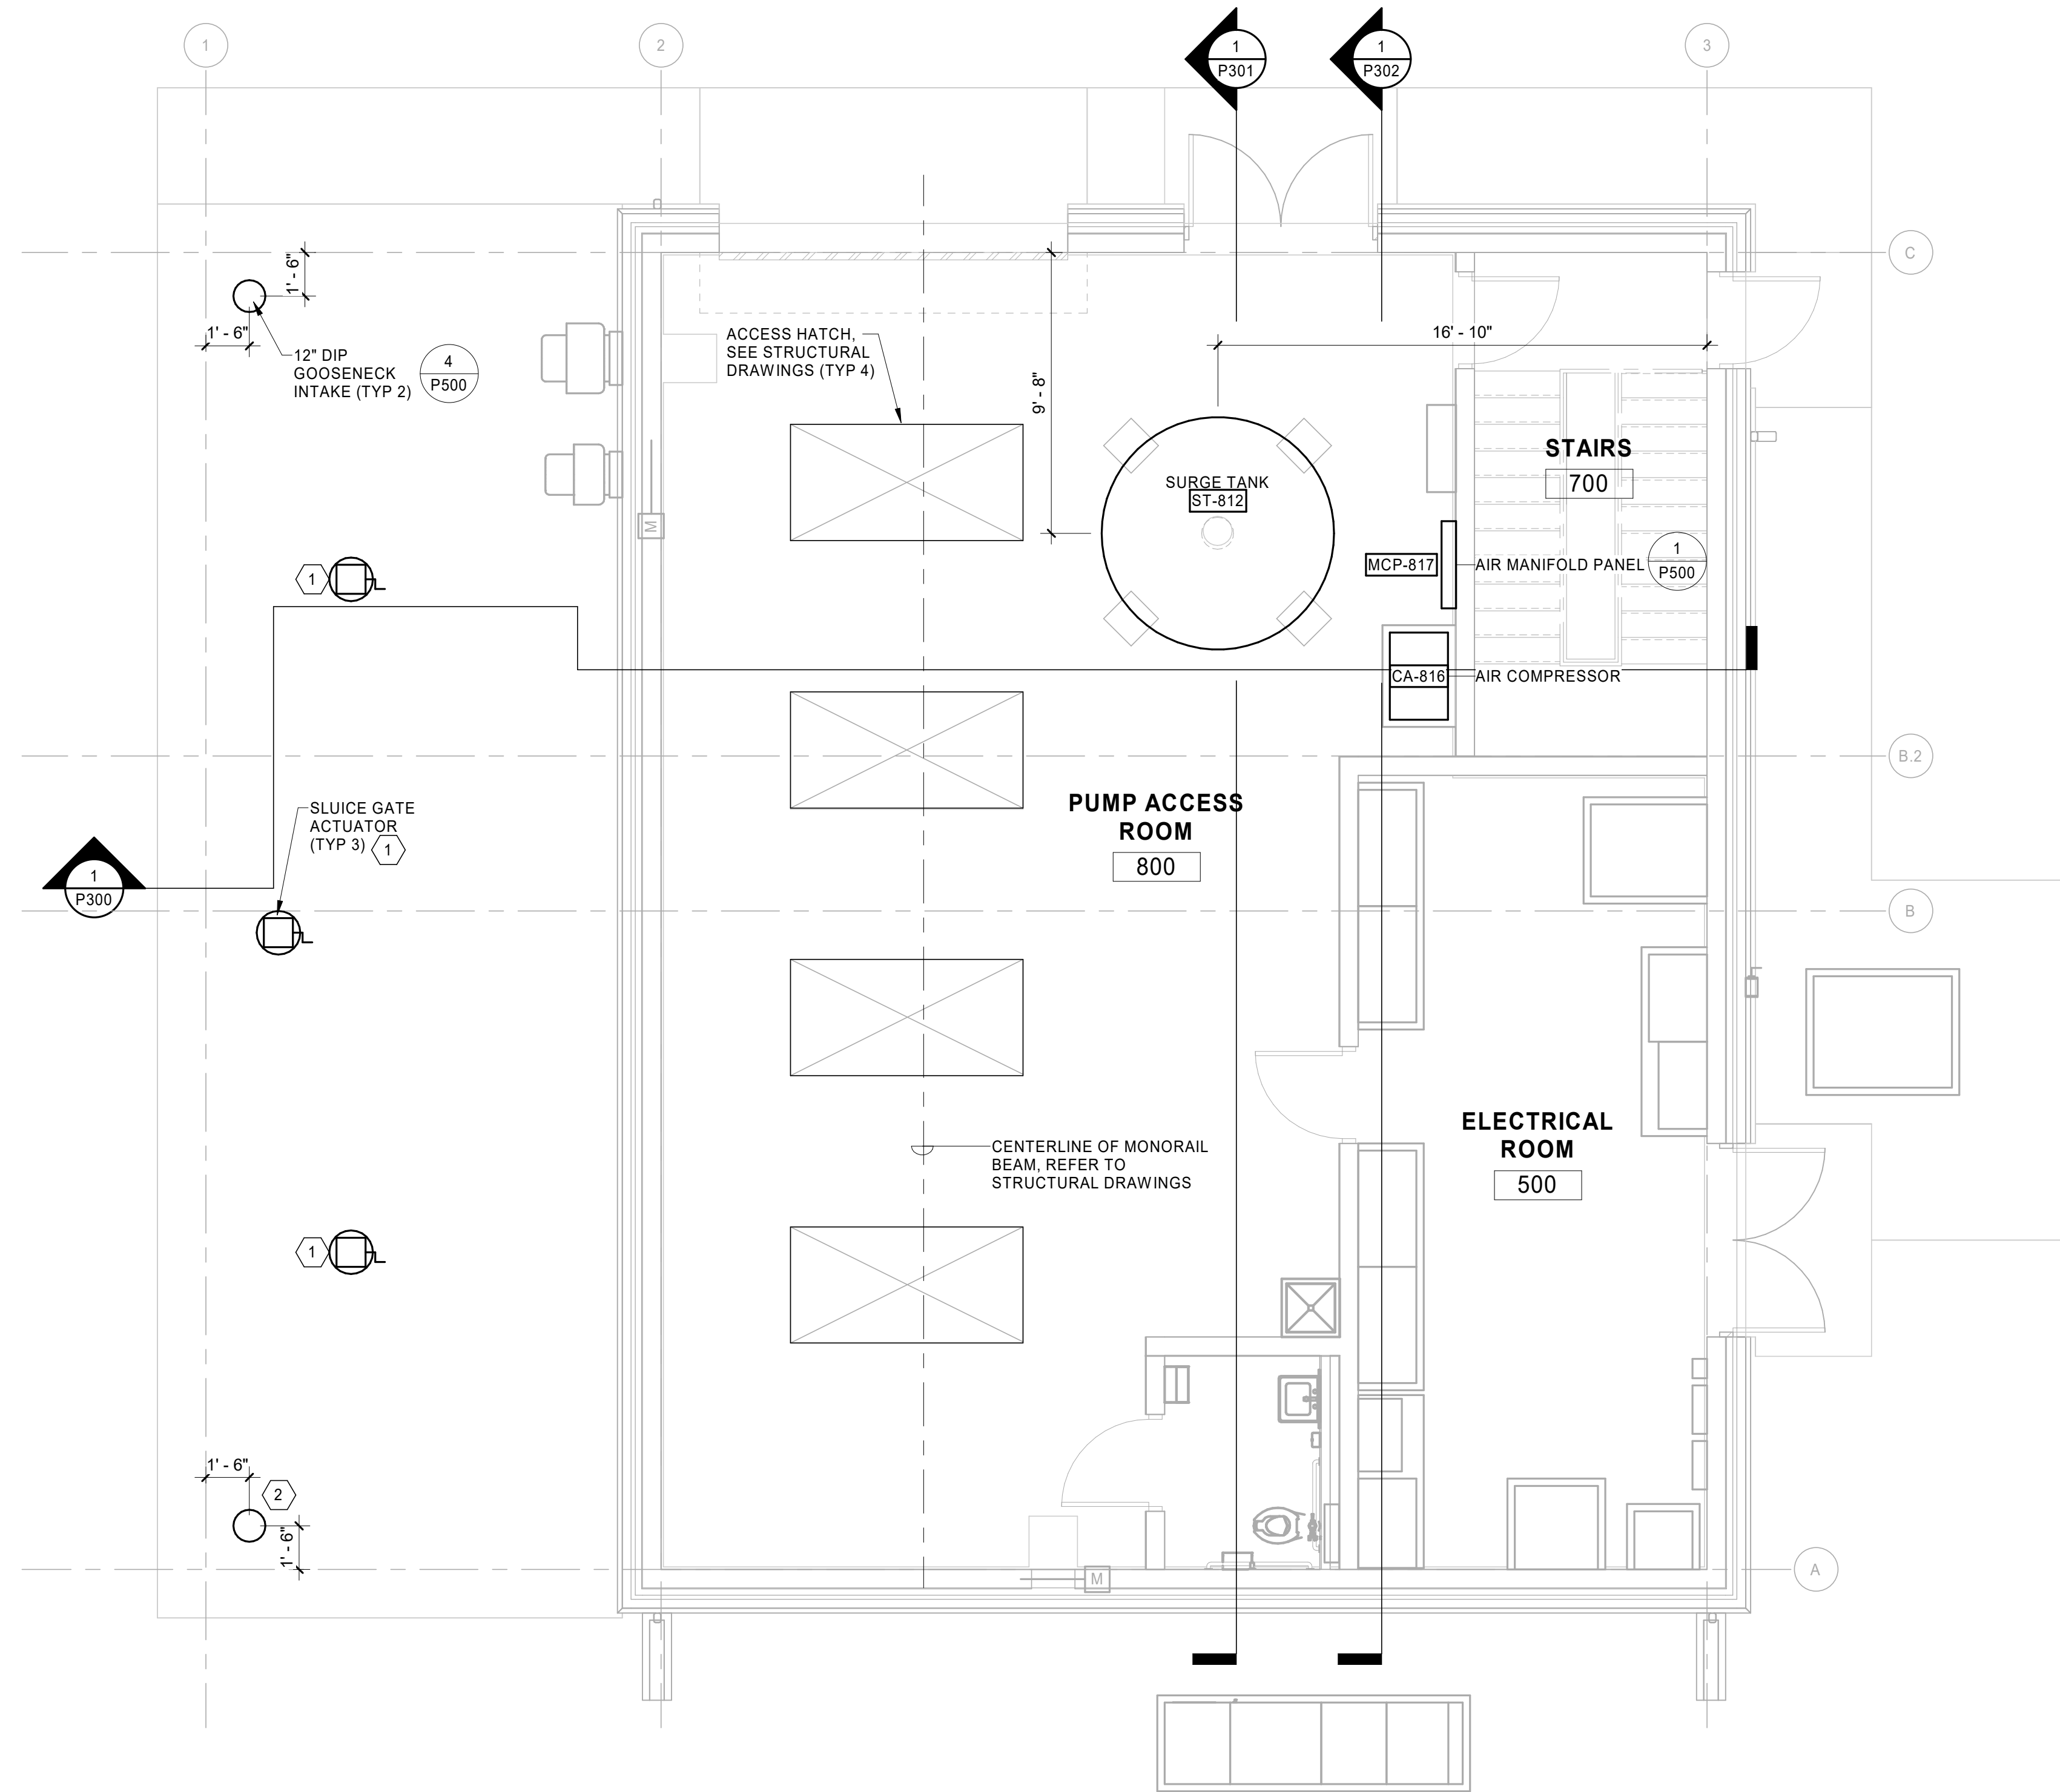 1
2
1
P301
1
P302
3
C
1' - 6"
1' - 6"
12" DIP
GOOSENECK
INTAKE (TYP 2)
4
P500
ACCESS HATCH,
SEE STRUCTURAL
DRAWINGS (TYP 4)
9' - 8"
16' - 10"
SURGE TANK
ST-812
STAIRS
700
M
1
MCP-817
AIR MANIFOLD PANEL
1
P500
CA-816
AIR COMPRESSOR
B.2
SLUICE GATE
ACTUATOR
(TYP 3)
1
PUMP ACCESS
ROOM
800
1
P300
B
CENTERLINE OF MONORAIL
BEAM, REFER TO
STRUCTURAL DRAWINGS
ELECTRICAL
ROOM
500
1
1' - 6"
2
1' - 6"
M
A